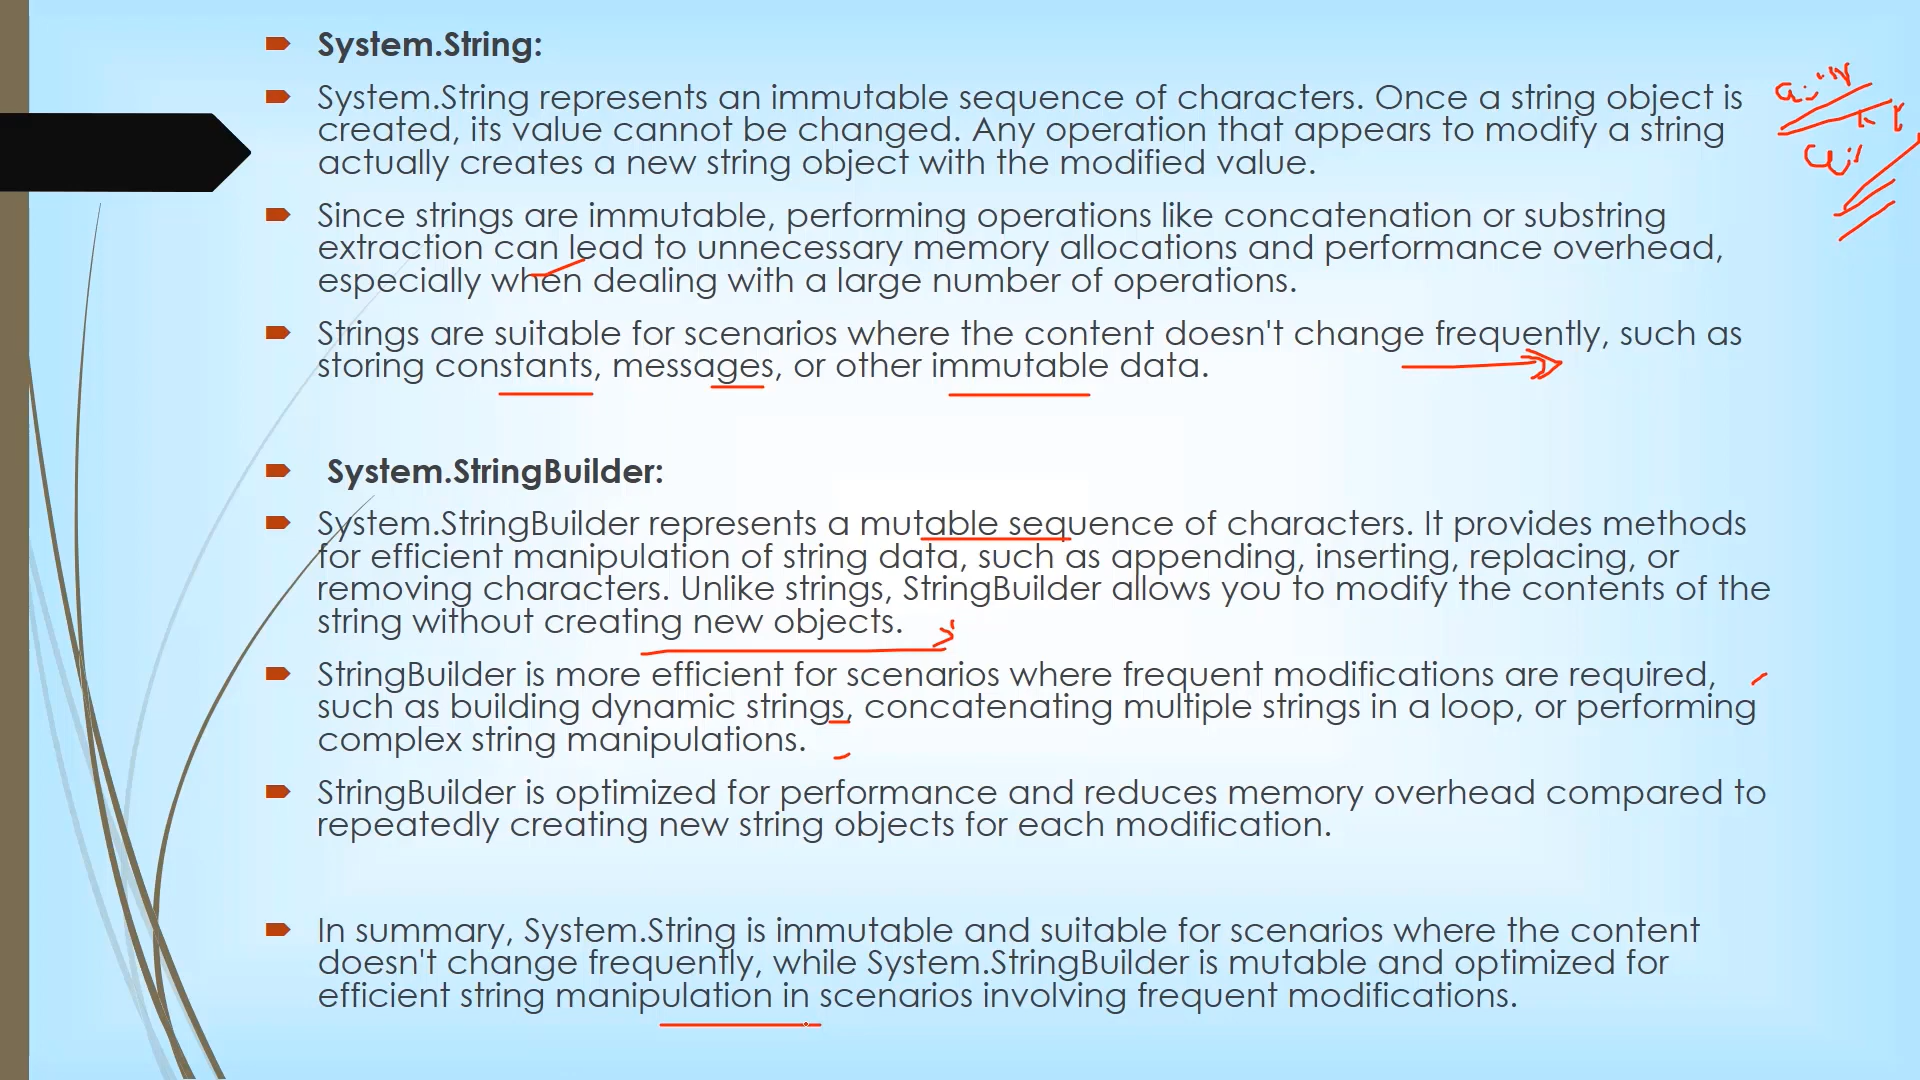 System.String:
System.String represents an immutable sequence of characters. Once a string object is
created, its value cannot be changed. Any operation that appears to modify a string
actually creates a new string object with the modified value.
Since strings are immutable, performing operations like concatenation or substring
extraction can lead to unnecessary memory allocations and performance overhead,
especially when dealing with a large number of operations.
Strings are suitable for scenarios where the content doesn't change frequently, such as
storing constants, messages, or other immutable data.
System.StringBuilder:
System.StringBuilder represents a mutable sequence of characters. It provides methods
for efficient manipulation of string data, such as appending, inserting, replacing, or
removing characters. Unlike strings, StringBuilder allows you to modify the contents of the
string without creating new objects.
StringBuilder is more efficient for scenarios where frequent modifications are required,
such as building dynamic strings, concatenating multiple strings in a loop, or performing
complex string manipulations.
StringBuilder is optimized for performance and reduces memory overhead compared to
repeatedly creating new string objects for each modification.
In summary, System.String is immutable and suitable for scenarios where the content
doesn't change frequently, while System.StringBuilder is mutable and optimized for
efficient string manipulation in scenarios involving frequent modifications.